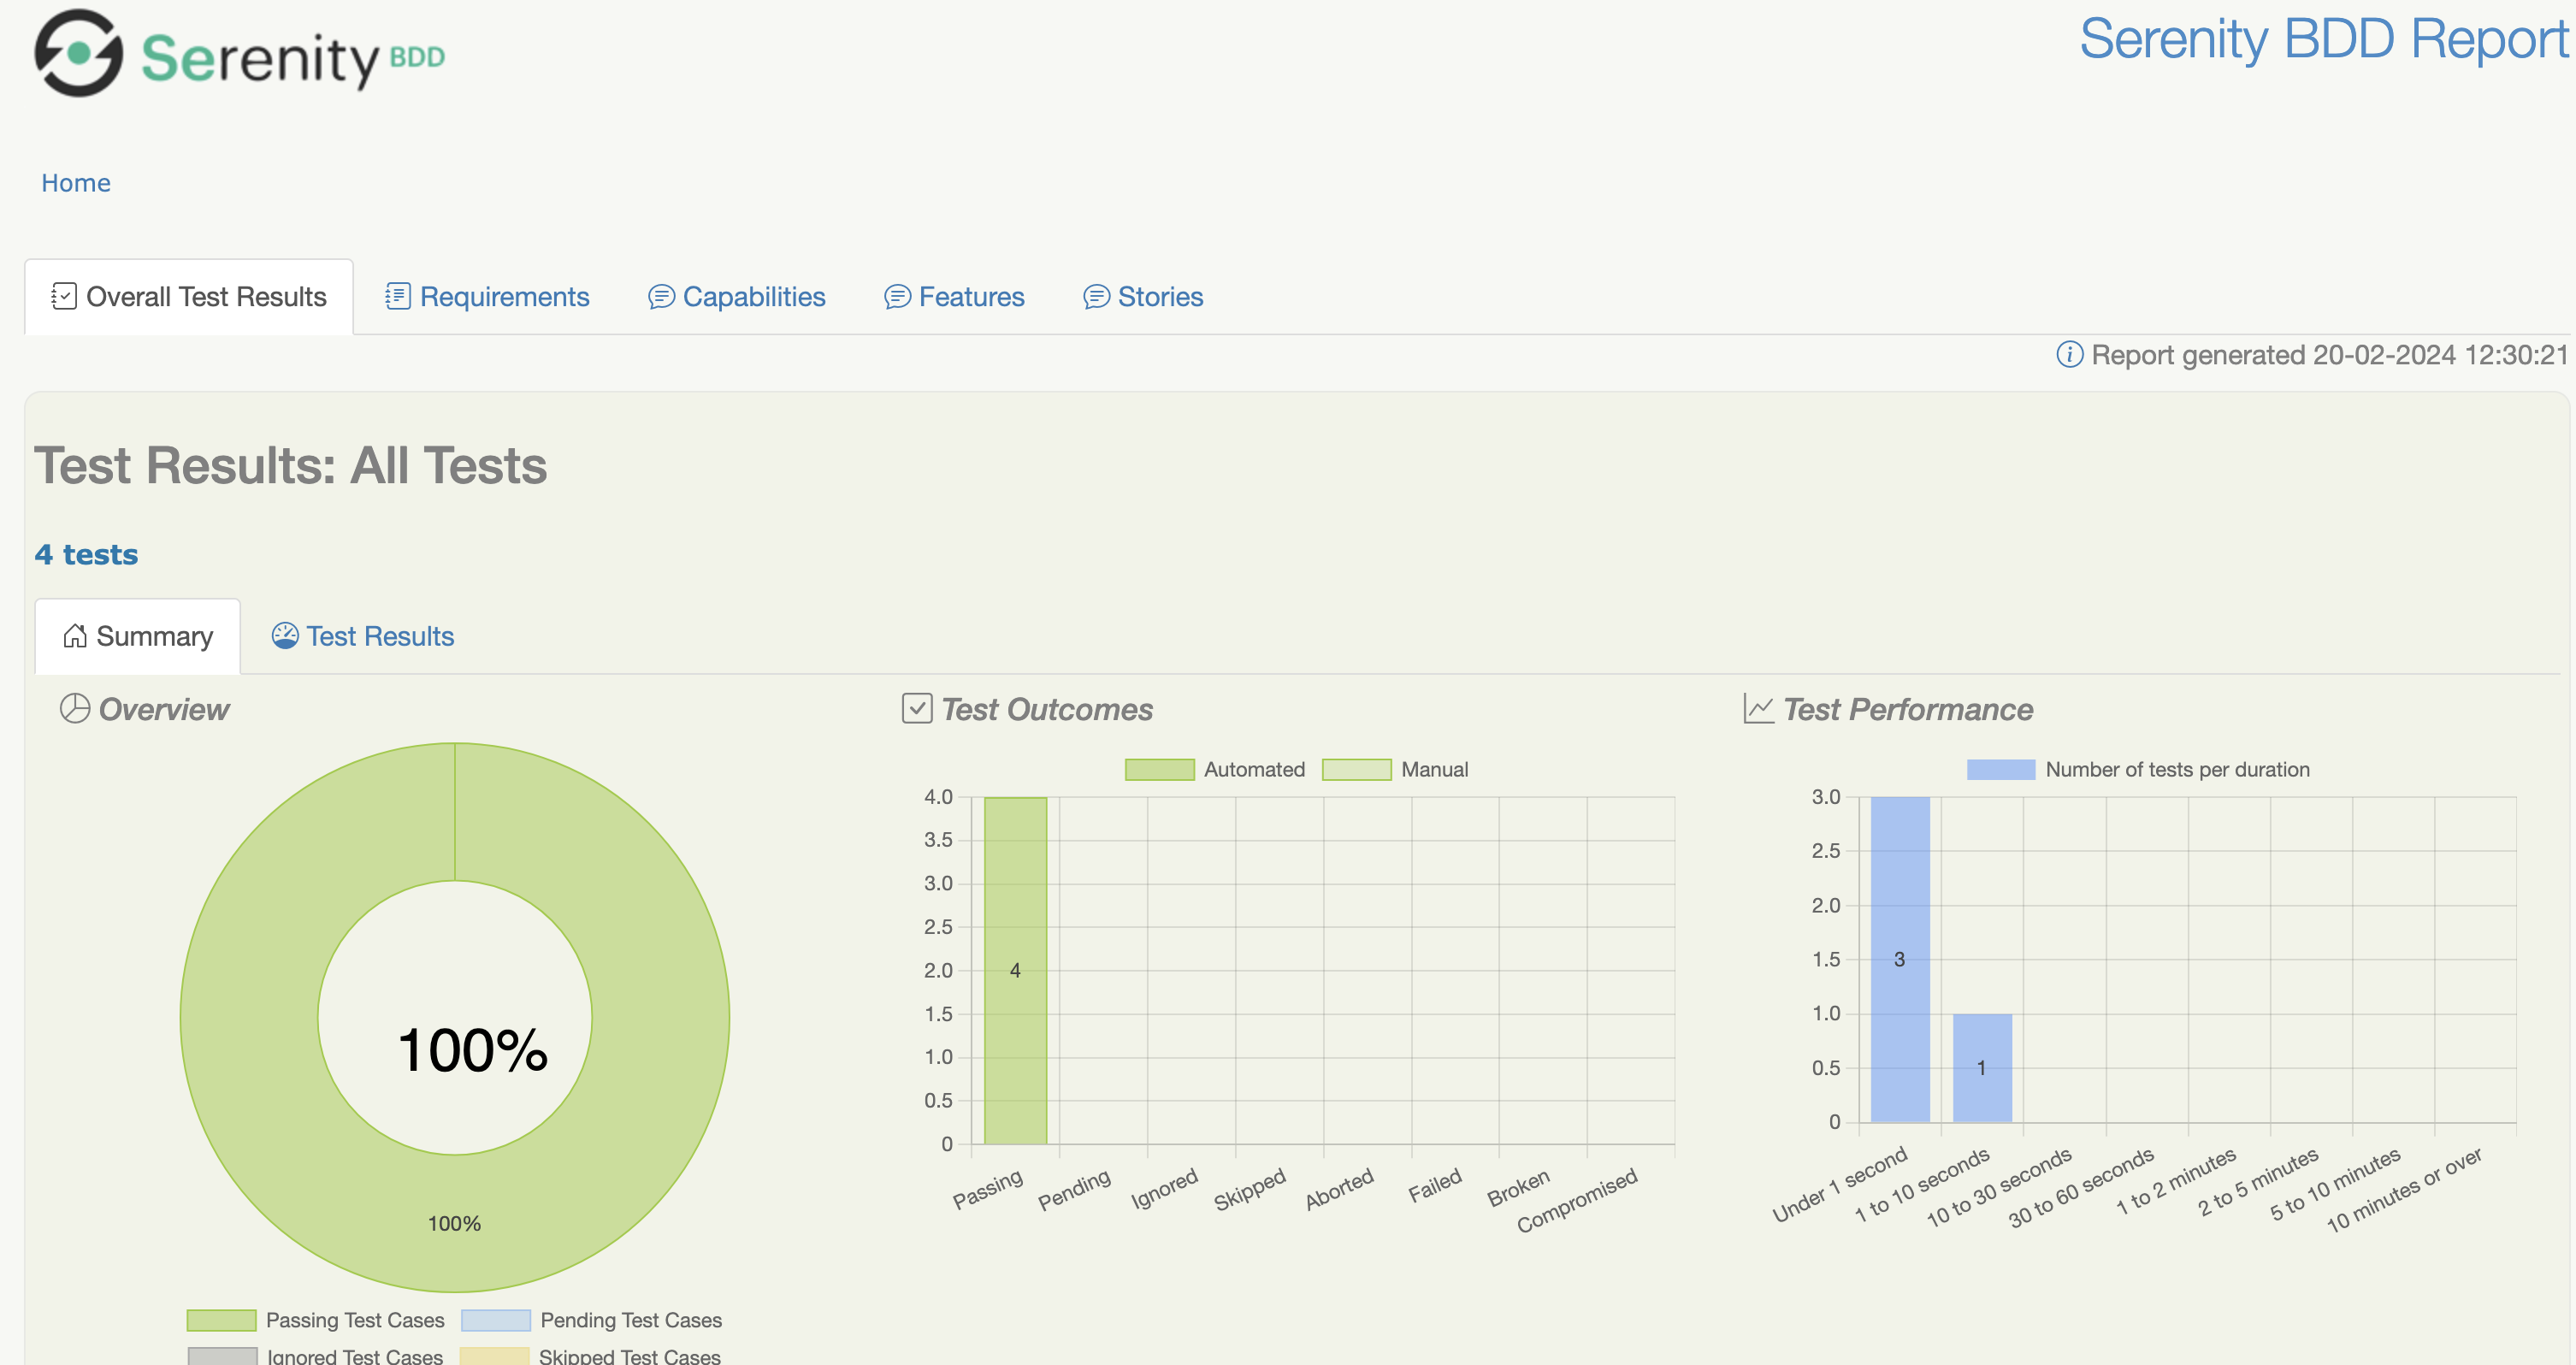 Serenity BDD
Serenity BDD Report
Home
Overall Test Results
Requirements
Capabilities
Features
Stories
Report generated 20-02-2024 12:30:21
Test Results: All Tests
4 tests
Summary
Test Results
Overview
100%
100%
Passing Test Cases
Pending Test Cases
Ignored Test Cases
Skipped Test Cases
Test Outcomes
Automated
Manual
4.0
3.5
3.0
2.5
2.0
1.5
1.0
0.5
0
4
Passing
Pending
Ignored
Skipped
Aborted
Failed
Broken
Compromised
Test Performance
Number of tests per duration
3.0
2.5
2.0
1.5
1.0
0.5
0
3
1
Under 1 second
1 to 10 seconds
10 to 30 seconds
30 to 60 seconds
1 to 2 minutes
2 to 5 minutes
5 to 10 minutes
10 minutes or over